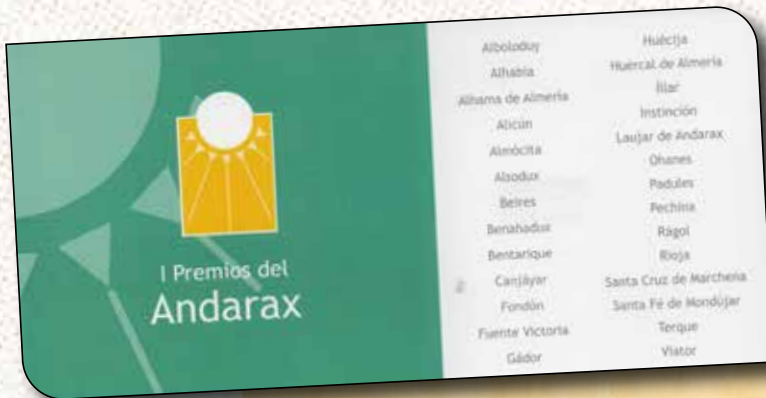 I Premios del
Andarax
Alboloduy
Alhabia
Alhama de Almería
Alicún
Almócita
Alsodux
Beires
Benahadux
Bentarique
Canjáyar
Fondón
Fuente Victoria
Gádor
Huécija
Huércal de Almería
Íllar
Instinción
Laujar de Andarax
Ohanes
Padules
Pechina
Rágol
Rioja
Santa Cruz de Marchena
Santa Fé de Mondújar
Terque
Viator